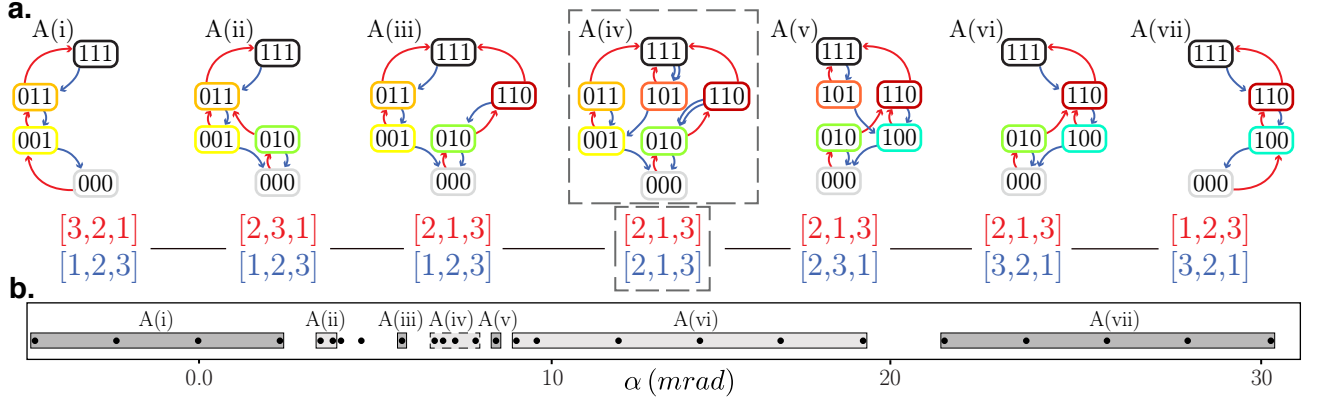 a.
A(i) A(ii) A(iii) A(iv) A(v) A(vi) A(vii)
111 111 111 111 111 111 111
011 011 011 110 011 101 110 101 110 110 110
001 001 010 001 010 001 010 010 100 010 100 100
000 000 000 000 000 000 000
[3,2,1] [2,3,1] [2,1,3] [2,1,3] [2,1,3] [2,1,3] [1,2,3]
[1,2,3] [1,2,3] [1,2,3] [2,1,3] [2,3,1] [3,2,1] [3,2,1]
b.
A(i) A(ii) A(iii) A(iv) A(v) A(vi) A(vii)
0.0 10 α (mrad) 20 30